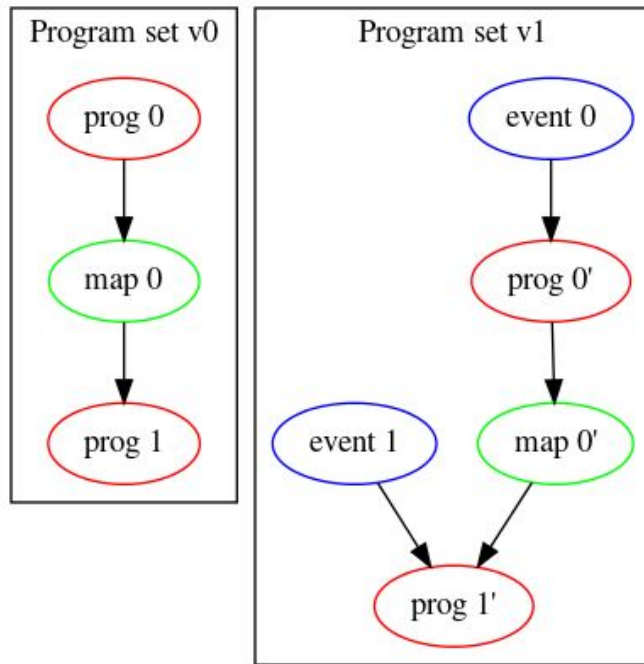 Program set v0
prog 0
map 0
prog 1
Program set v1
event 0
prog 0'
event 1
map 0'
prog 1'